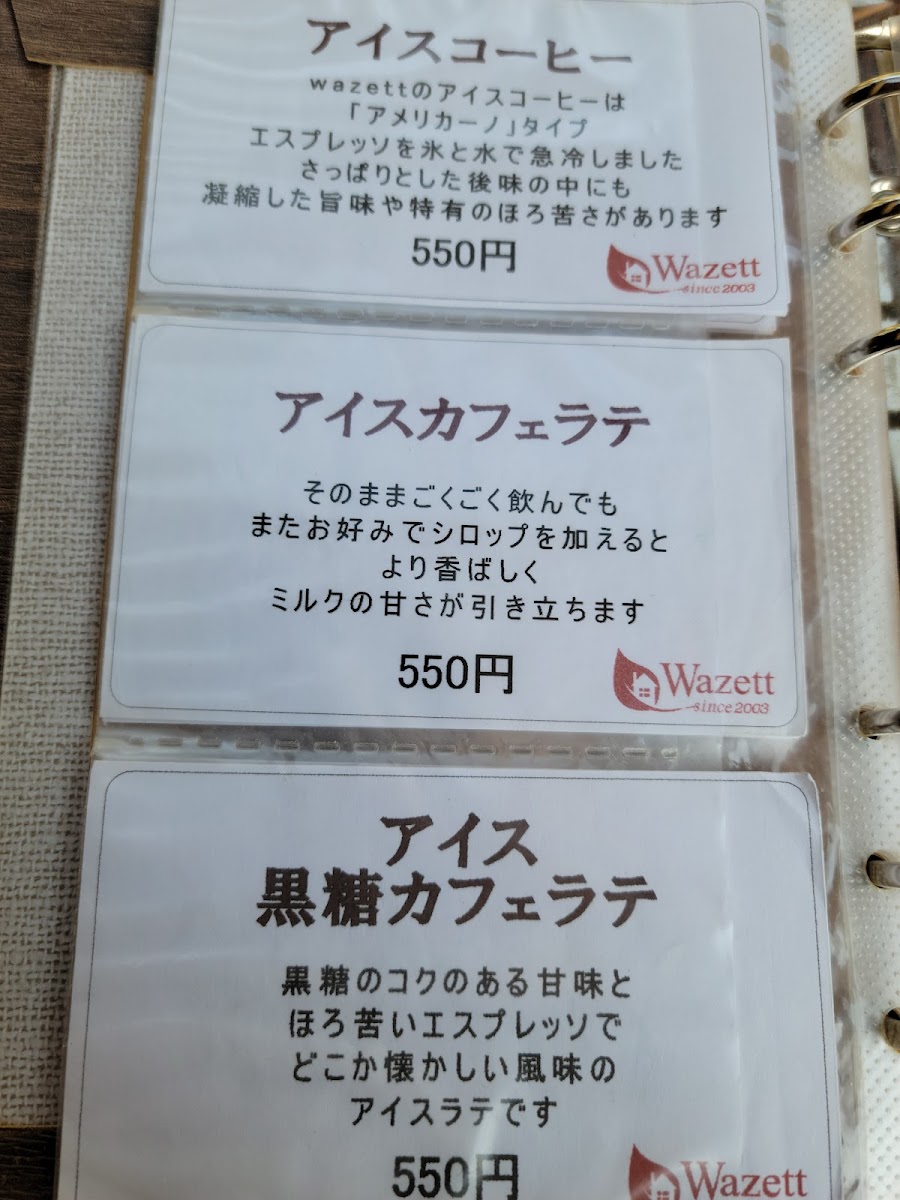 アイスコーヒー
wazettのアイスコーヒーは
「アメリカーノ」タイプ
エスプレッソを氷と水で急冷しました
さっぱりとした後味の中にも
凝縮した旨味や特有のほろ苦さがあります
550円
Wazett
since 2003
アイスカフェラテ
そのままごくごく飲んでも
またお好みでシロップを加えると
より香ばしく
ミルクの甘さが引き立ちます
550円
Wazett
since 2003
アイス
黒糖カフェラテ
黒糖のコクのある甘味と
ほろ苦いエスプレッソで
どこか懐かしい風味の
アイスラテです
550円
Wazett